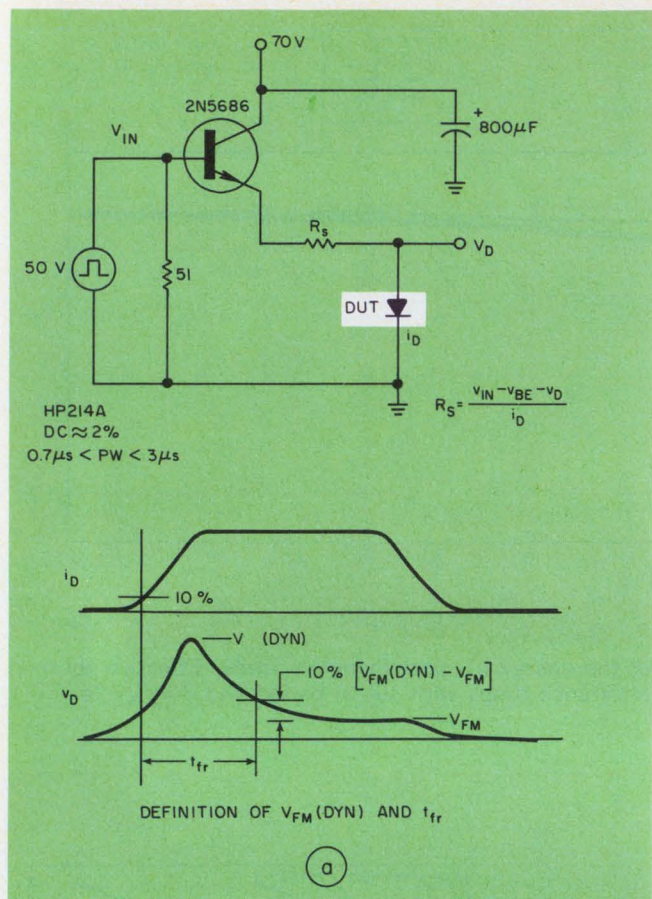 70 V
2N5686
V_IN
+
800μF
R_s
V_D
50 V
51
DUT
i_D
R_S = (v_IN – v_BE – v_D) / i_D
HP214A
DC ≈ 2%
0.7μs < PW < 3μs
i_D
10 %
V (DYN)
10% [V_FM(DYN) – V_FM]
v_D
V_FM
t_fr
DEFINITION OF V_FM(DYN) AND t_fr
a